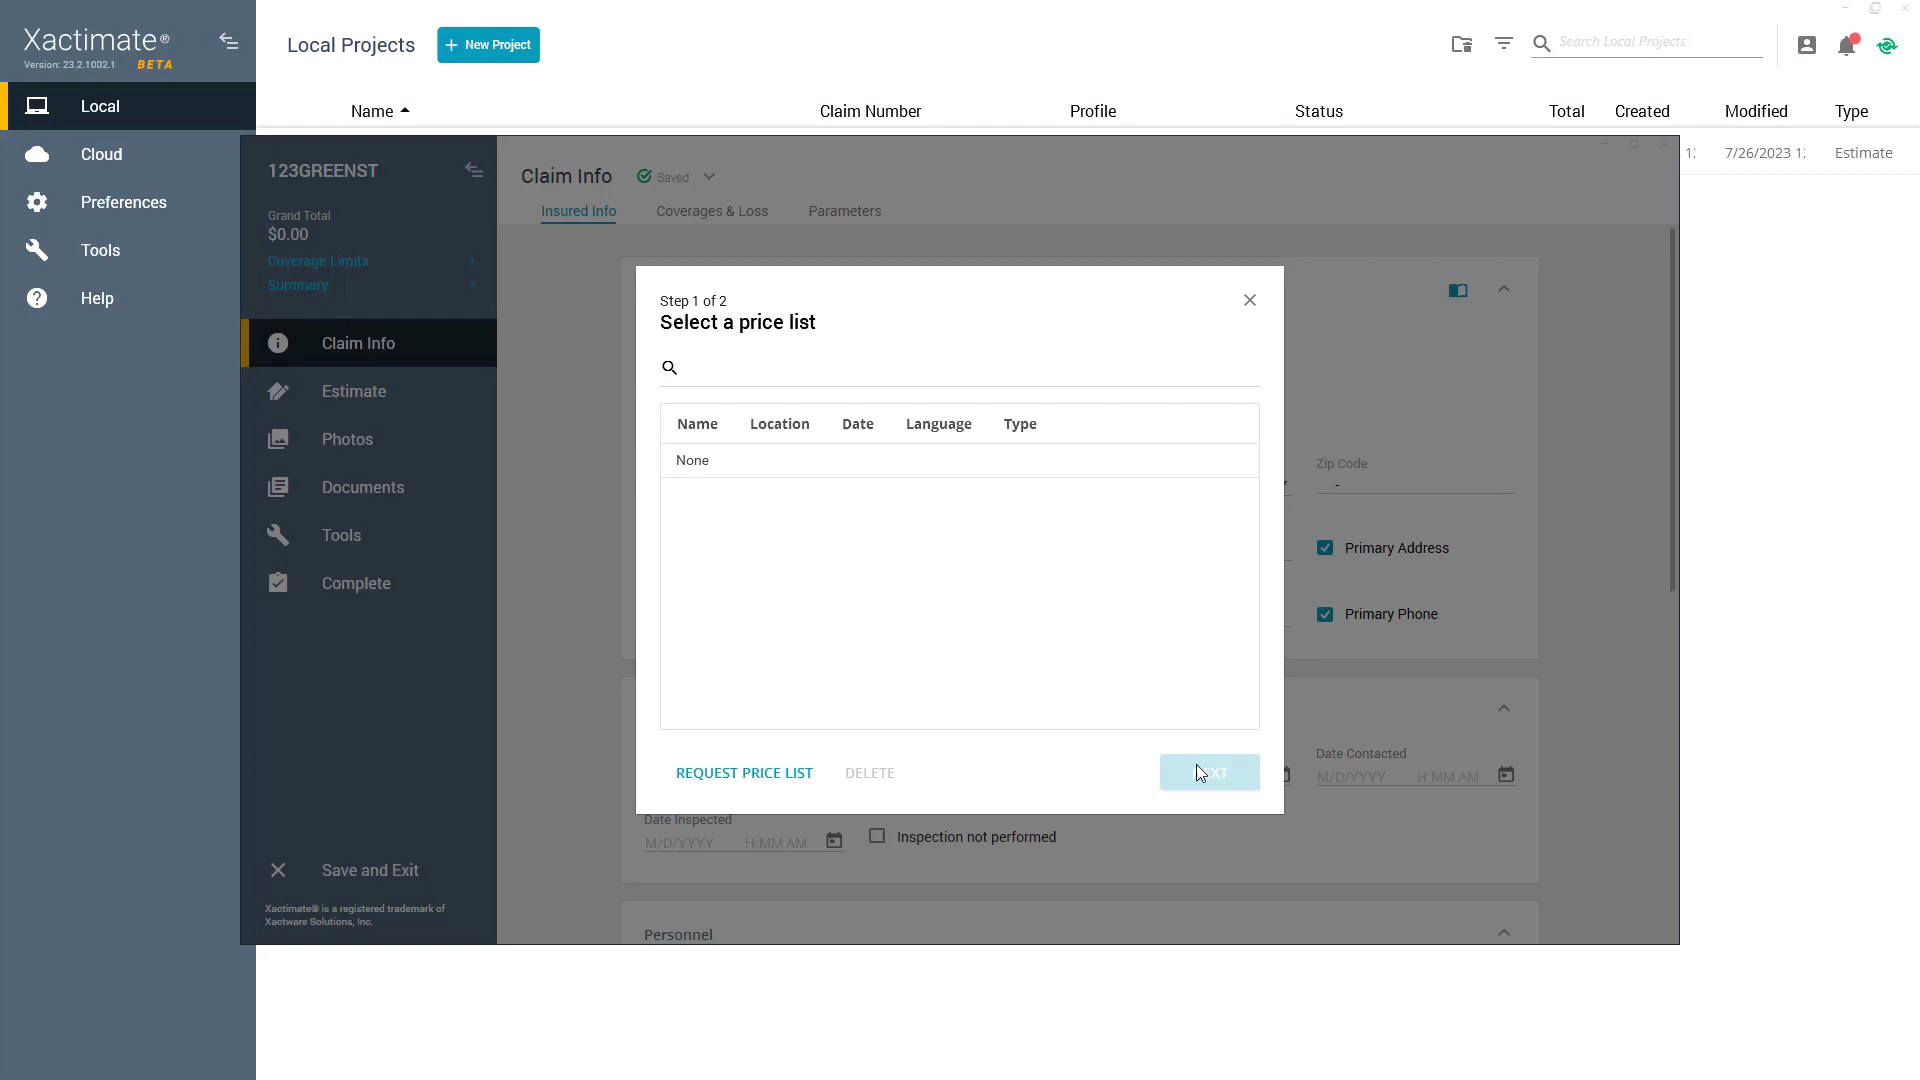 Xactimate®
Version: 23.2.1002.1 BETA
Local
Cloud
Preferences
Tools
Help
Local Projects
+ New Project
Search Local Projects
Name
Claim Number
Profile
Status
Total
Created
Modified
Type
7/26/2023
Estimate
123GREENST
Grand Total
$0.00
Coverage Limits
Summary
Claim Info
Estimate
Photos
Documents
Tools
Complete
Save and Exit
Xactimate® is a registered trademark of
Xactware Solutions, Inc.
Claim Info
Saved
Insured Info
Coverages & Loss
Parameters
Step 1 of 2
Select a price list
Name
Location
Date
Language
Type
None
REQUEST PRICE LIST
DELETE
Zip Code
-
Primary Address
Primary Phone
Date Contacted
M/D/YYYY H:MM AM
Date Inspected
M/D/YYYY H:MM AM
Inspection not performed
Personnel